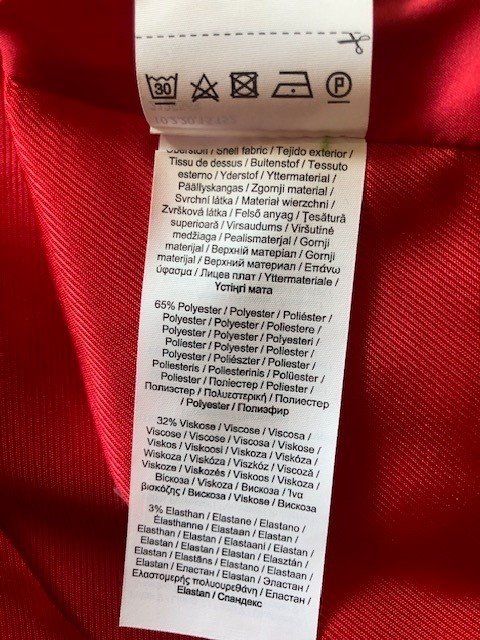 30
P
Oberstoff / Shell fabric / Tejido exterior /
Tissu de dessus / Buitenstof / Tessuto
esterno / Yderstof / Yttermaterial /
Päällyskangas / Zgornji material /
Svrchní látka / Materiał wierzchni /
Zvršková látka / Felső anyag / Ţesătură
superioară / Virsaudums / Viršutinė
medžiaga / Pealismaterjal / Gornji
materijal / Верхній матеріал / Gornji
material / Верхний материал / Επάνω
ύφασμα / Лицев плат / Yttermateriale /
Үстіңгі мата
65% Polyester / Polyester / Poliéster /
Polyester / Polyester / Poliestere /
Polyester / Polyester / Polyesteri /
Poliester / Polyester / Poliester /
Polyester / Poliészter / Poliester /
Poliesteris / Poliesterinis / Polüester /
Poliester / Поліестер / Poliester /
Полиэстер / Πολυεστερική / Полиестер
/ Polyester / Полиэфир
32% Viskose / Viscose / Viscosa /
Viscose / Viscose / Viscosa / Viskose /
Viskos / Viskoosi / Viskoza / Viskóza /
Wiskoza / Viskóza / Viszkóz / Viscoză /
Viskoze / Viskozės / Viskoos / Viskoza /
Віскоза / Viskoza / Вискоза / Ίνα
βισκόζης / Вискоза / Viskose / Вискоза
3% Elasthan / Elastane / Elastano /
Élasthanne / Elastaan / Elastan /
Elasthan / Elastan / Elastaani /
Elastan / Elastan / Elastan /
Elastan / Elastan / Elasztán /
Elastan / Elastāns / Elastano / Elastaan /
Elastan / Еластан / Elastan / Эластан /
Ελαστομερής πολυουρεθάνη / Еластан /
Elastan / Спандекс